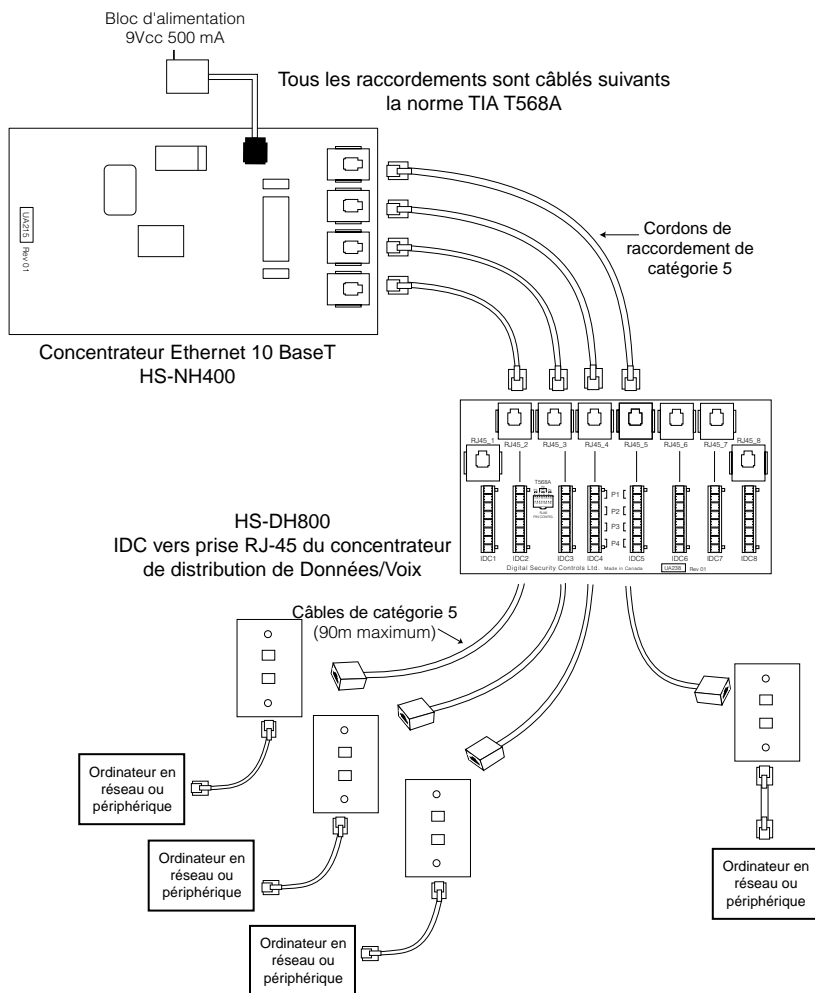 Bloc d'alimentation
9Vcc 500 mA
Tous les raccordements sont câblés suivants
la norme TIA T568A
UA215 Rev 01
Cordons de
raccordement de
catégorie 5
Concentrateur Ethernet 10 BaseT
HS-NH400
RJ45_1
RJ45_2
RJ45_3
RJ45_4
RJ45_5
RJ45_6
RJ45_7
RJ45_8
T568A
P1
P2
P3
P4
IDC1
IDC2
IDC3
IDC4
IDC5
IDC6
IDC7
IDC8
Digital Security Controls Ltd. Made in Canada UA238 Rev 01
HS-DH800
IDC vers prise RJ-45 du concentrateur
de distribution de Données/Voix
Câbles de catégorie 5
(90m maximum)
Ordinateur en
réseau ou
périphérique
Ordinateur en
réseau ou
périphérique
Ordinateur en
réseau ou
périphérique
Ordinateur en
réseau ou
périphérique